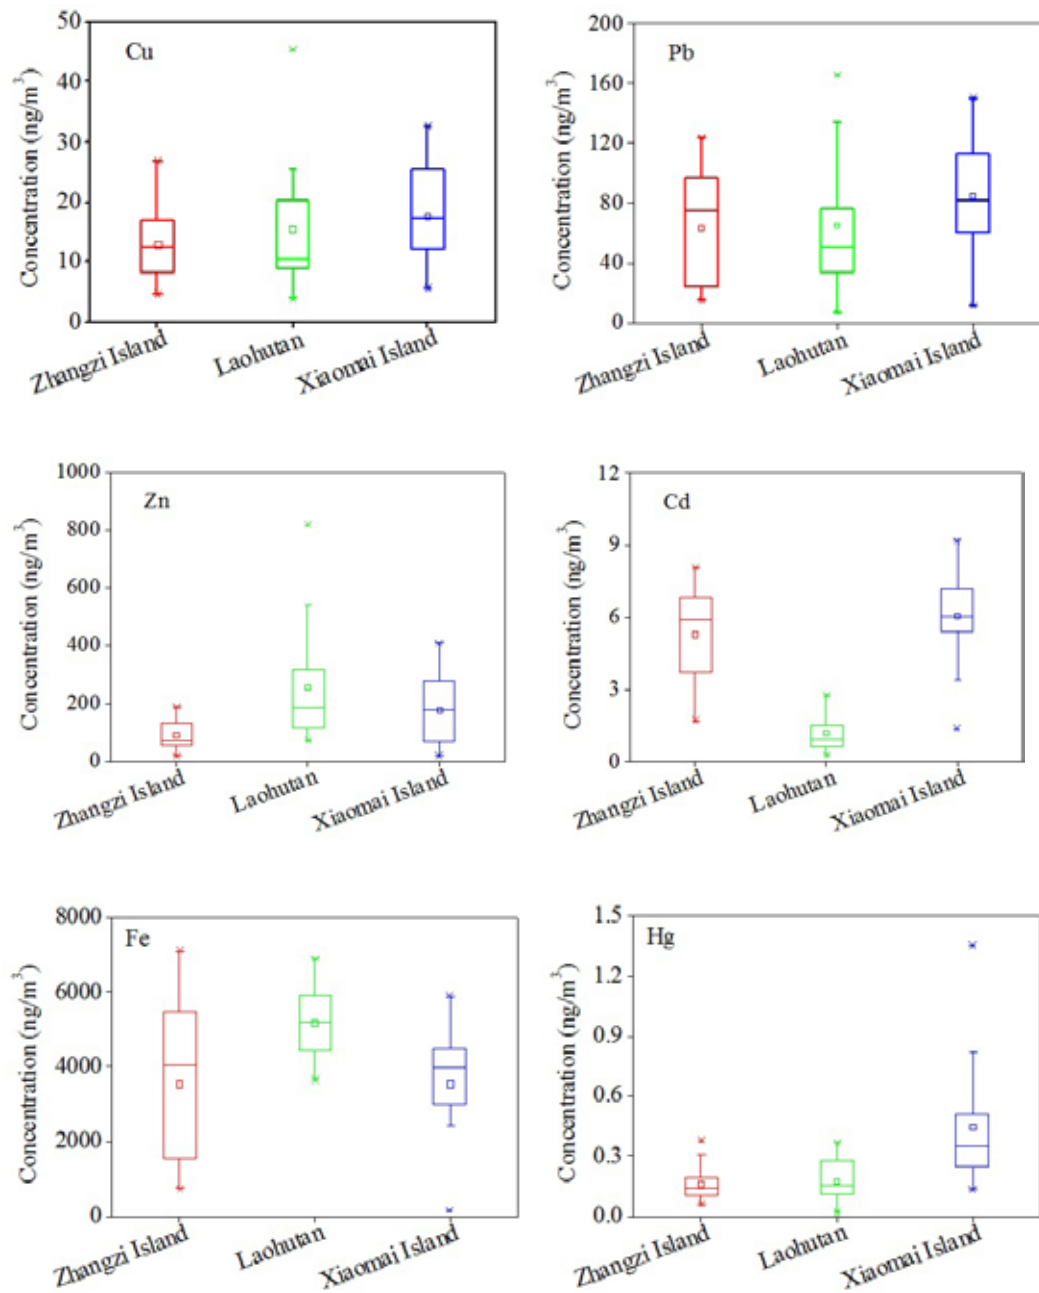 Cu
Concentration (ng/m³)
50
40
30
20
10
0
Zhangzi Island
Laohutan
Xiaomai Island
Pb
Concentration (ng/m³)
200
160
120
80
40
0
Zhangzi Island
Laohutan
Xiaomai Island
Zn
Concentration (ng/m³)
1000
800
600
400
200
0
Zhangzi Island
Laohutan
Xiaomai Island
Cd
Concentration (ng/m³)
12
9
6
3
0
Zhangzi Island
Laohutan
Xiaomai Island
Fe
Concentration (ng/m³)
8000
6000
4000
2000
0
Zhangzi Island
Laohutan
Xiaomai Island
Hg
Concentration (ng/m³)
1.5
1.2
0.9
0.6
0.3
0.0
Zhangzi Island
Laohutan
Xiaomai Island